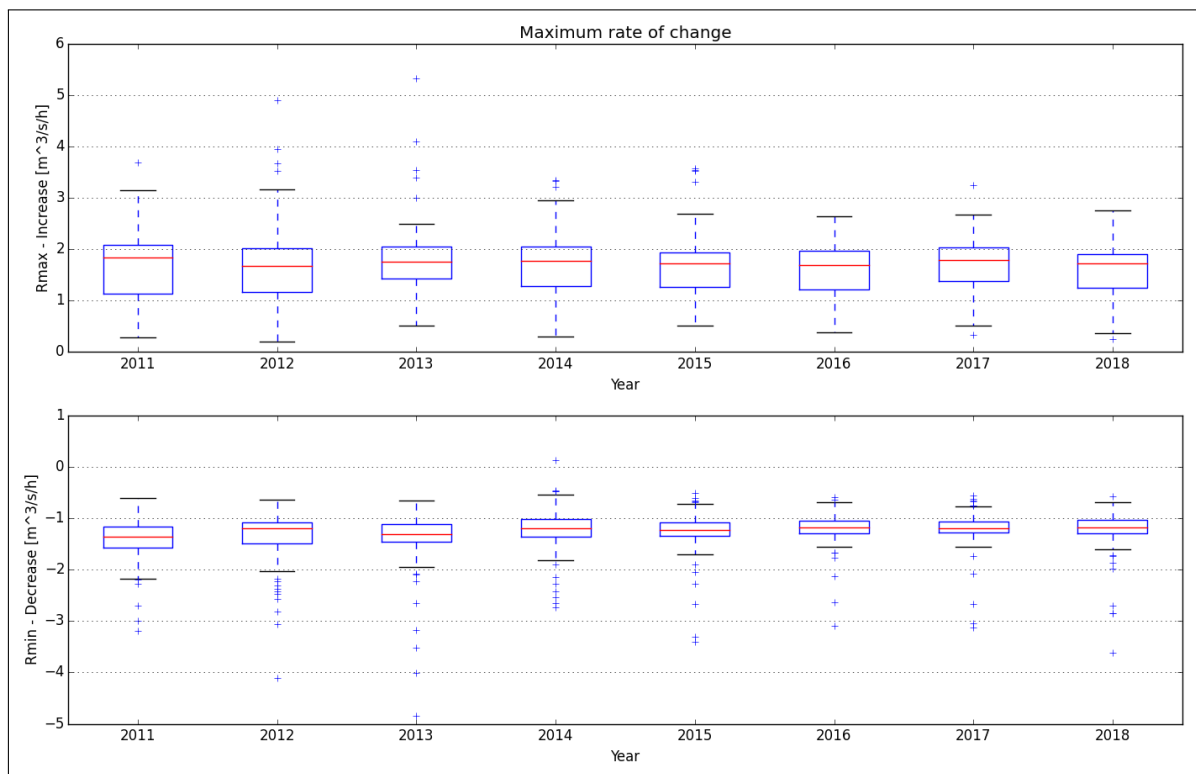 Maximum rate of change
Rmax - Increase [m^3/s/h]
6
5
4
3
2
1
0
2011 2012 2013 2014 2015 2016 2017 2018
Year
Rmin - Decrease [m^3/s/h]
1
0
−1
−2
−3
−4
−5
2011 2012 2013 2014 2015 2016 2017 2018
Year